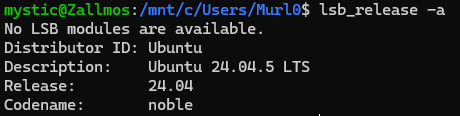 mystic@Zallmos:/mnt/c/Users/Murl0$ lsb_release -a
No LSB modules are available.
Distributor ID: Ubuntu
Description:    Ubuntu 24.04.5 LTS
Release:        24.04
Codename:       noble